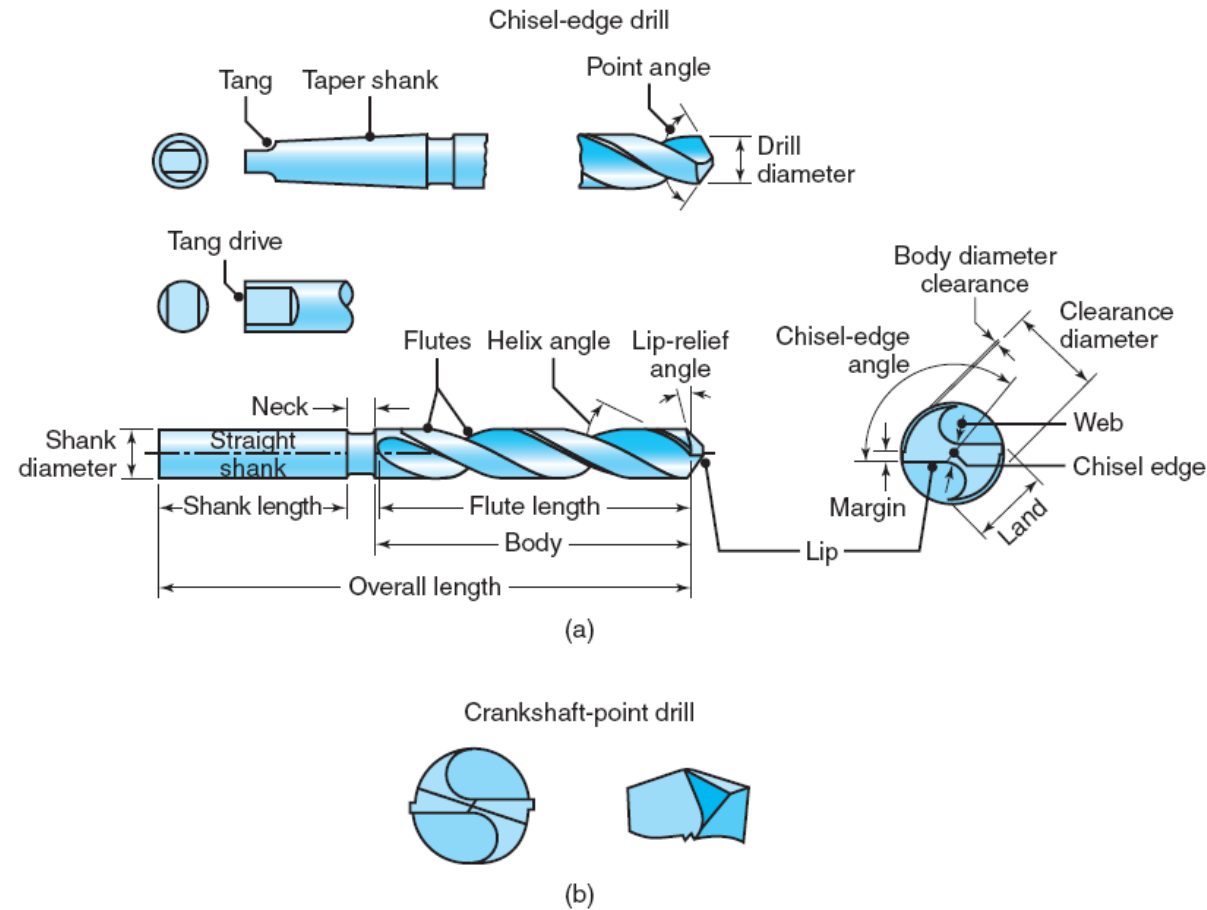 Chisel-edge drill
Tang
Taper shank
Point angle
Drill
diameter
Tang drive
Body diameter
clearance
Clearance
diameter
Chisel-edge
angle
Flutes
Helix angle
Lip-relief
angle
Neck
Web
Shank
diameter
Straight
shank
Chisel edge
Shank length
Flute length
Margin
Land
Body
Lip
Overall length
(a)
Crankshaft-point drill
(b)